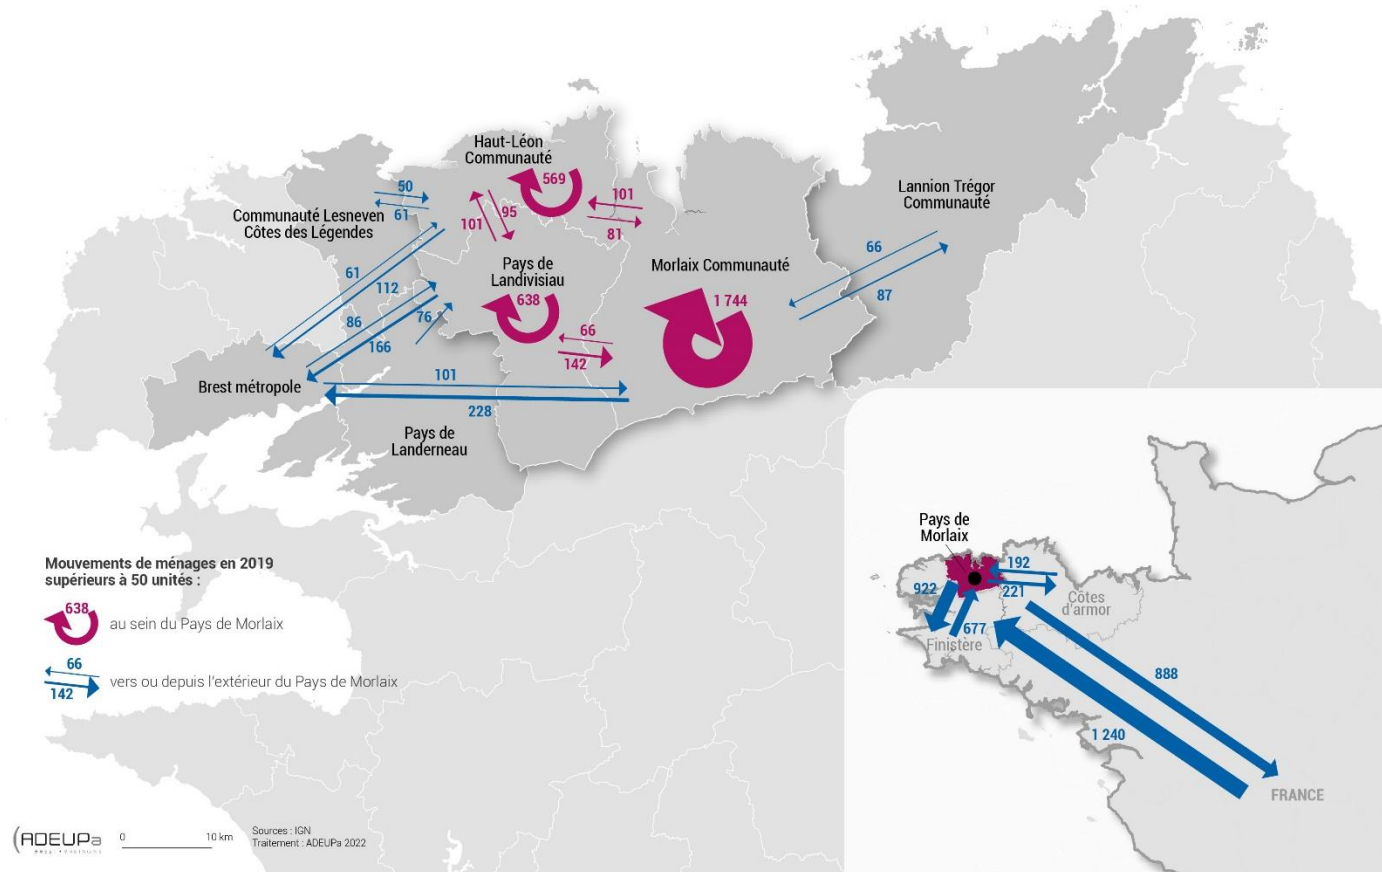 Haut-Léon
Communauté
569
50
61
Communauté Lesneven
Côtes des Légendes
101
95
101
81
Lannion Trégor
Communauté
61
112
Pays de
Landivisiau
638
Morlaix Communauté
1 744
66
87
86
166
76
66
142
Brest métropole
101
228
Pays de
Landerneau
Mouvements de ménages en 2019
supérieurs à 50 unités :
638
au sein du Pays de Morlaix
66
142
vers ou depuis l'extérieur du Pays de Morlaix
Pays de
Morlaix
192
221
922
677
Côtes
d'armor
Finistère
888
1 240
FRANCE
ADEUPa
0
10 km
Sources : IGN
Traitement : ADEUPa 2022